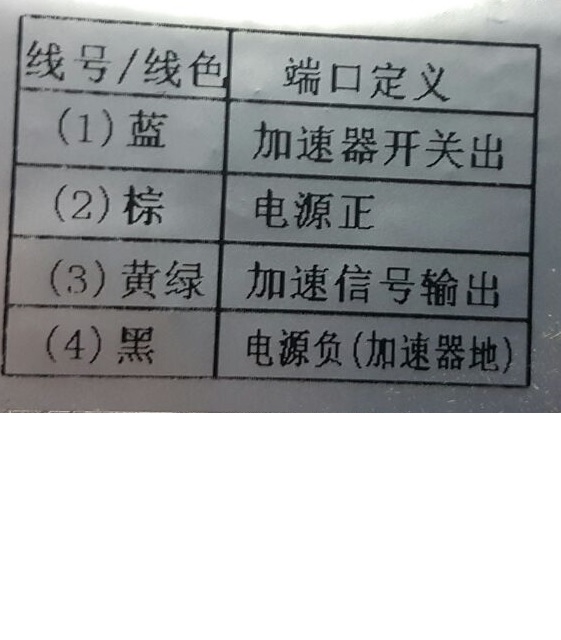 线号/线色 端口定义
(1)蓝 加速器开关出
(2)棕 电源正
(3)黄绿 加速信号输出
(4)黑 电源负(加速器地)